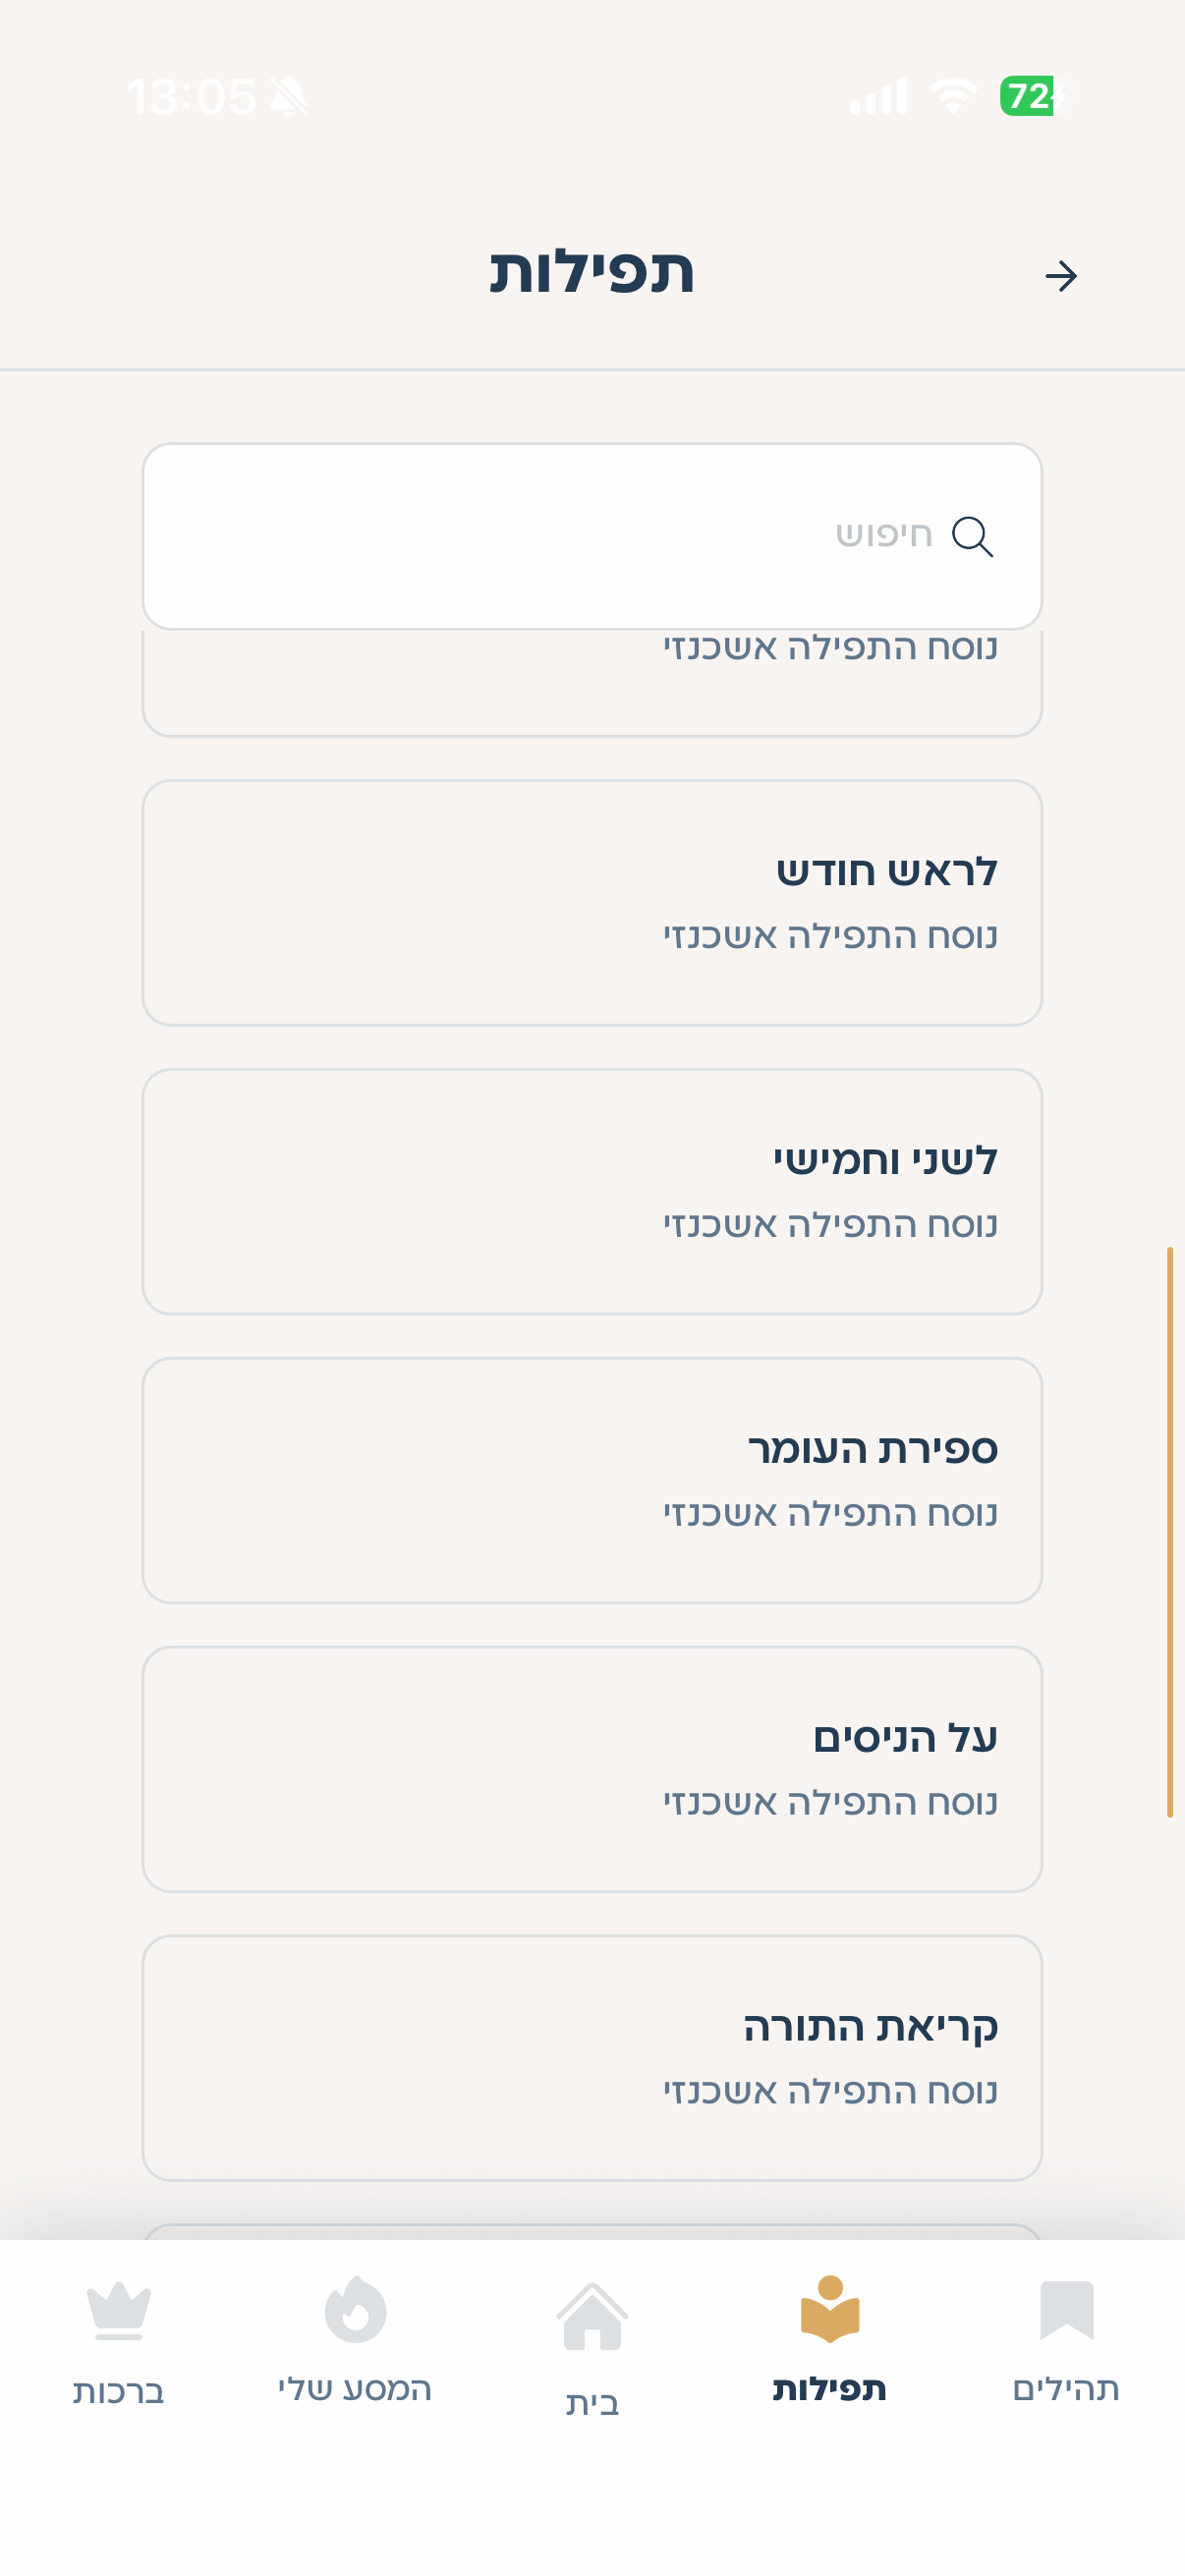 13:05
72
תפילות
חיפוש
נוסח התפילה אשכנזי
לראש חודש
נוסח התפילה אשכנזי
לשני וחמישי
נוסח התפילה אשכנזי
ספירת העומר
נוסח התפילה אשכנזי
על הניסים
נוסח התפילה אשכנזי
קריאת התורה
נוסח התפילה אשכנזי
תהילים
תפילות
בית
המסע שלי
ברכות